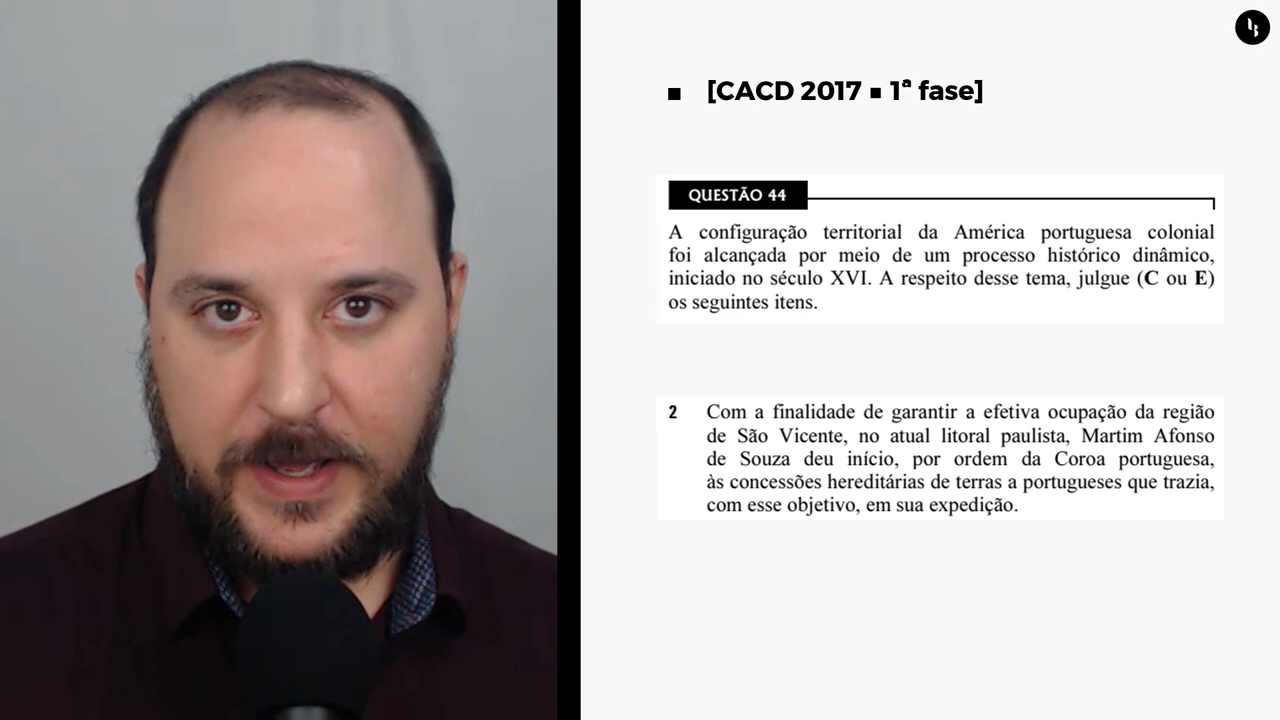 [CACD 2017 ■ 1ª fase]
QUESTÃO 44
A configuração territorial da América portuguesa colonial
foi alcançada por meio de um processo histórico dinâmico,
iniciado no século XVI. A respeito desse tema, julgue (C ou E)
os seguintes itens.
2 Com a finalidade de garantir a efetiva ocupação da região
de São Vicente, no atual litoral paulista, Martim Afonso
de Souza deu início, por ordem da Coroa portuguesa,
às concessões hereditárias de terras a portugueses que trazia,
com esse objetivo, em sua expedição.